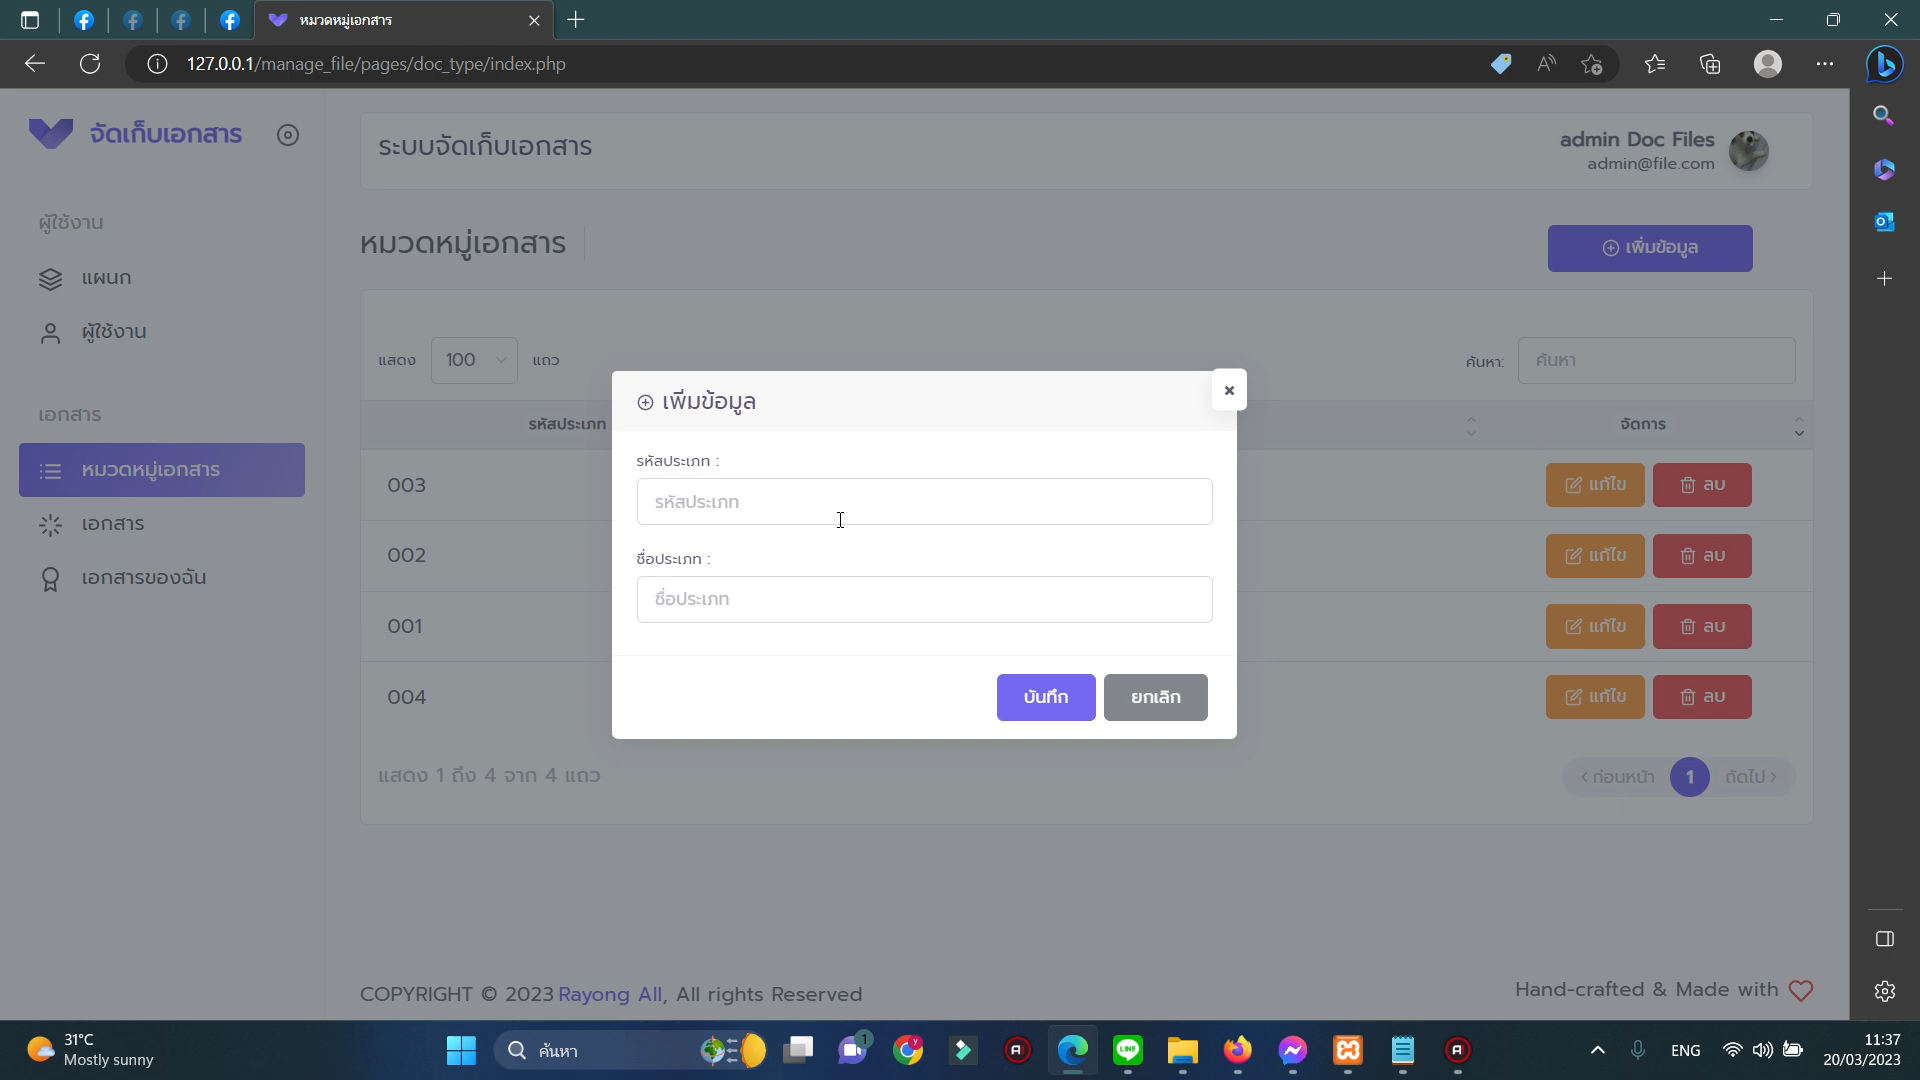 หมวดหมู่เอกสาร
127.0.0.1/manage_file/pages/doc_type/index.php
จัดเก็บเอกสาร
ระบบจัดเก็บเอกสาร
admin Doc Files
admin@file.com
ผู้ใช้งาน
แผนก
ผู้ใช้งาน
เอกสาร
หมวดหมู่เอกสาร
เอกสาร
เอกสารของฉัน
หมวดหมู่เอกสาร
เพิ่มข้อมูล
แสดง 100 แถว
ค้นหา: ค้นหา
รหัสประเภท จัดการ
003 แก้ไข ลบ
002 แก้ไข ลบ
001 แก้ไข ลบ
004 แก้ไข ลบ
เพิ่มข้อมูล
รหัสประเภท :
รหัสประเภท
ชื่อประเภท :
ชื่อประเภท
บันทึก ยกเลิก
แสดง 1 ถึง 4 จาก 4 แถว
ก่อนหน้า 1 ถัดไป
COPYRIGHT © 2023 Rayong All, All rights Reserved
Hand-crafted & Made with
31°C
Mostly sunny
ค้นหา
1
LINE
ENG
11:37
20/03/2023